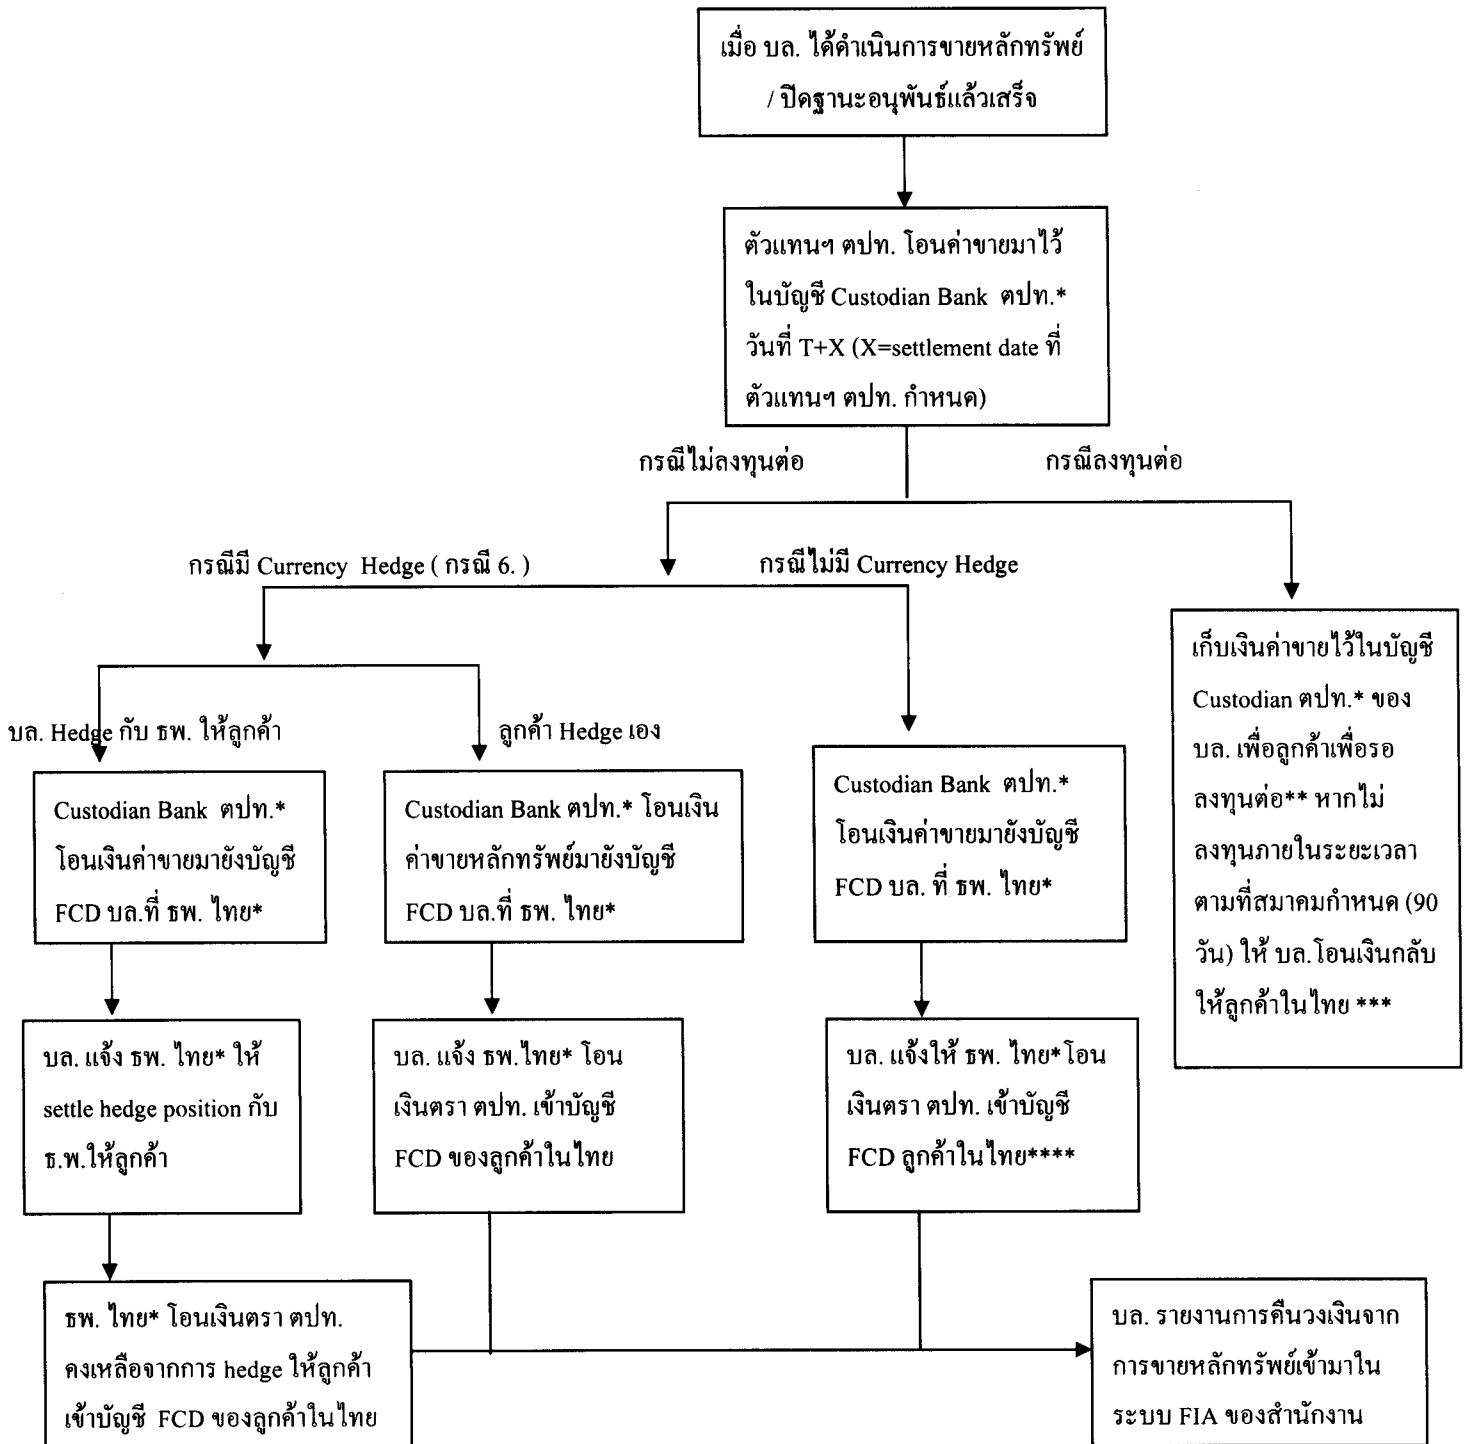 เมื่อ บล. ได้ดำเนินการขายหลักทรัพย์
/ ปิดฐานะอนุพันธ์แล้วเสร็จ
ตัวแทนฯ ตปท. โอนค่าขายมาไว้
ในบัญชี Custodian Bank ตปท.*
วันที่ T+X (X=settlement date ที่
ตัวแทนฯ ตปท. กำหนด)
กรณีไม่ลงทุนต่อ
กรณีลงทุนต่อ
กรณีมี Currency Hedge ( กรณี 6. )
กรณีไม่มี Currency Hedge
บล. Hedge กับ ธพ. ให้ลูกค้า
ลูกค้า Hedge เอง
Custodian Bank ตปท.*
โอนเงินค่าขายมายังบัญชี
FCD บล.ที่ ธพ. ไทย*
Custodian Bank ตปท.* โอนเงิน
ค่าขายหลักทรัพย์มายังบัญชี
FCD บล. ที่ ธพ. ไทย*
Custodian Bank ตปท.*
โอนเงินค่าขายมายังบัญชี
FCD บล. ที่ ธพ. ไทย*
เก็บเงินค่าขายไว้ในบัญชี
Custodian ตปท.* ของ
บล. เพื่อลูกค้าเพื่อรอ
ลงทุนต่อ** หากไม่
ลงทุนภายในระยะเวลา
ตามที่สมาคมกำหนด (90
วัน) ให้ บล.โอนเงินกลับ
ให้ลูกค้าในไทย ***
บล. แจ้ง ธพ. ไทย* ให้
settle hedge position กับ
ธ.พ.ให้ลูกค้า
บล. แจ้ง ธพ.ไทย* โอน
เงินตรา ตปท. เข้าบัญชี
FCD ของลูกค้าในไทย
บล. แจ้งให้ ธพ. ไทย*โอน
เงินตรา ตปท. เข้าบัญชี
FCD ลูกค้าในไทย****
ธพ. ไทย* โอนเงินตรา ตปท.
คงเหลือจากการ hedge ให้ลูกค้า
เข้าบัญชี FCD ของลูกค้าในไทย
บล. รายงานการคืนวงเงินจาก
การขายหลักทรัพย์เข้ามาใน
ระบบ FIA ของสำนักงาน